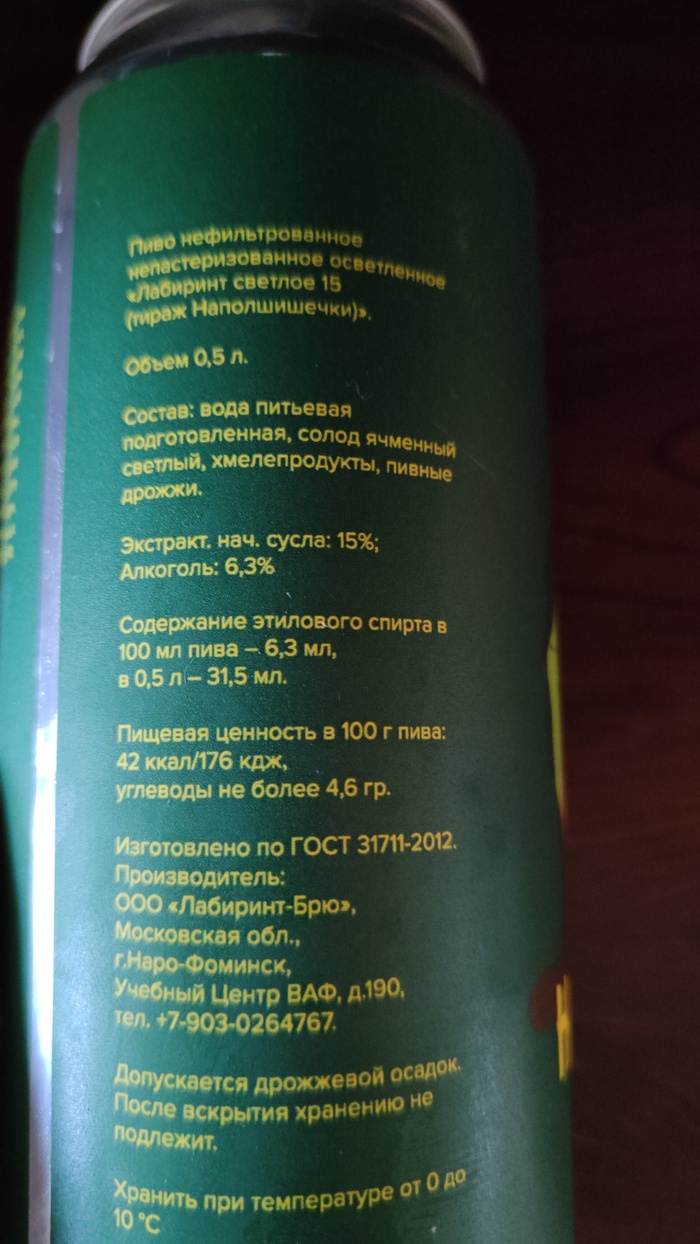 Пиво нефильтрованное
непастеризованное осветленное
«Лабиринт светлое 15
(тираж Наполшишечки)».
Объем 0,5 л.
Состав: вода питьевая
подготовленная, солод ячменный
светлый, хмелепродукты, пивные
дрожжи.
Экстракт. нач. сусла: 15%;
Алкоголь: 6,3%
Содержание этилового спирта в
100 мл пива – 6,3 мл,
в 0,5 л – 31,5 мл.
Пищевая ценность в 100 г пива:
42 ккал/176 кдж,
углеводы не более 4,6 гр.
Изготовлено по ГОСТ 31711-2012.
Производитель:
ООО «Лабиринт-Брю»,
Московская обл.,
г.Наро-Фоминск,
Учебный Центр ВАФ, д.190,
тел. +7-903-0264767.
Допускается дрожжевой осадок.
После вскрытия хранению не
подлежит.
Хранить при температуре от 0 до
10 °C